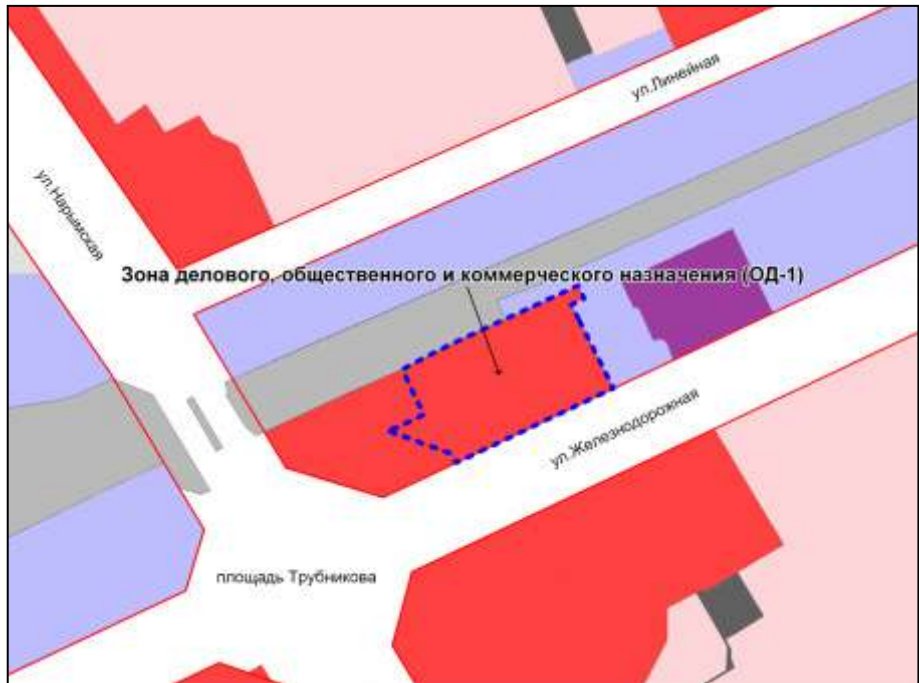 ул.Линейная
ул.Нарымская
Зона делового, общественного и коммерческого назначения (ОД-1)
ул.Железнодорожная
площадь Трубникова